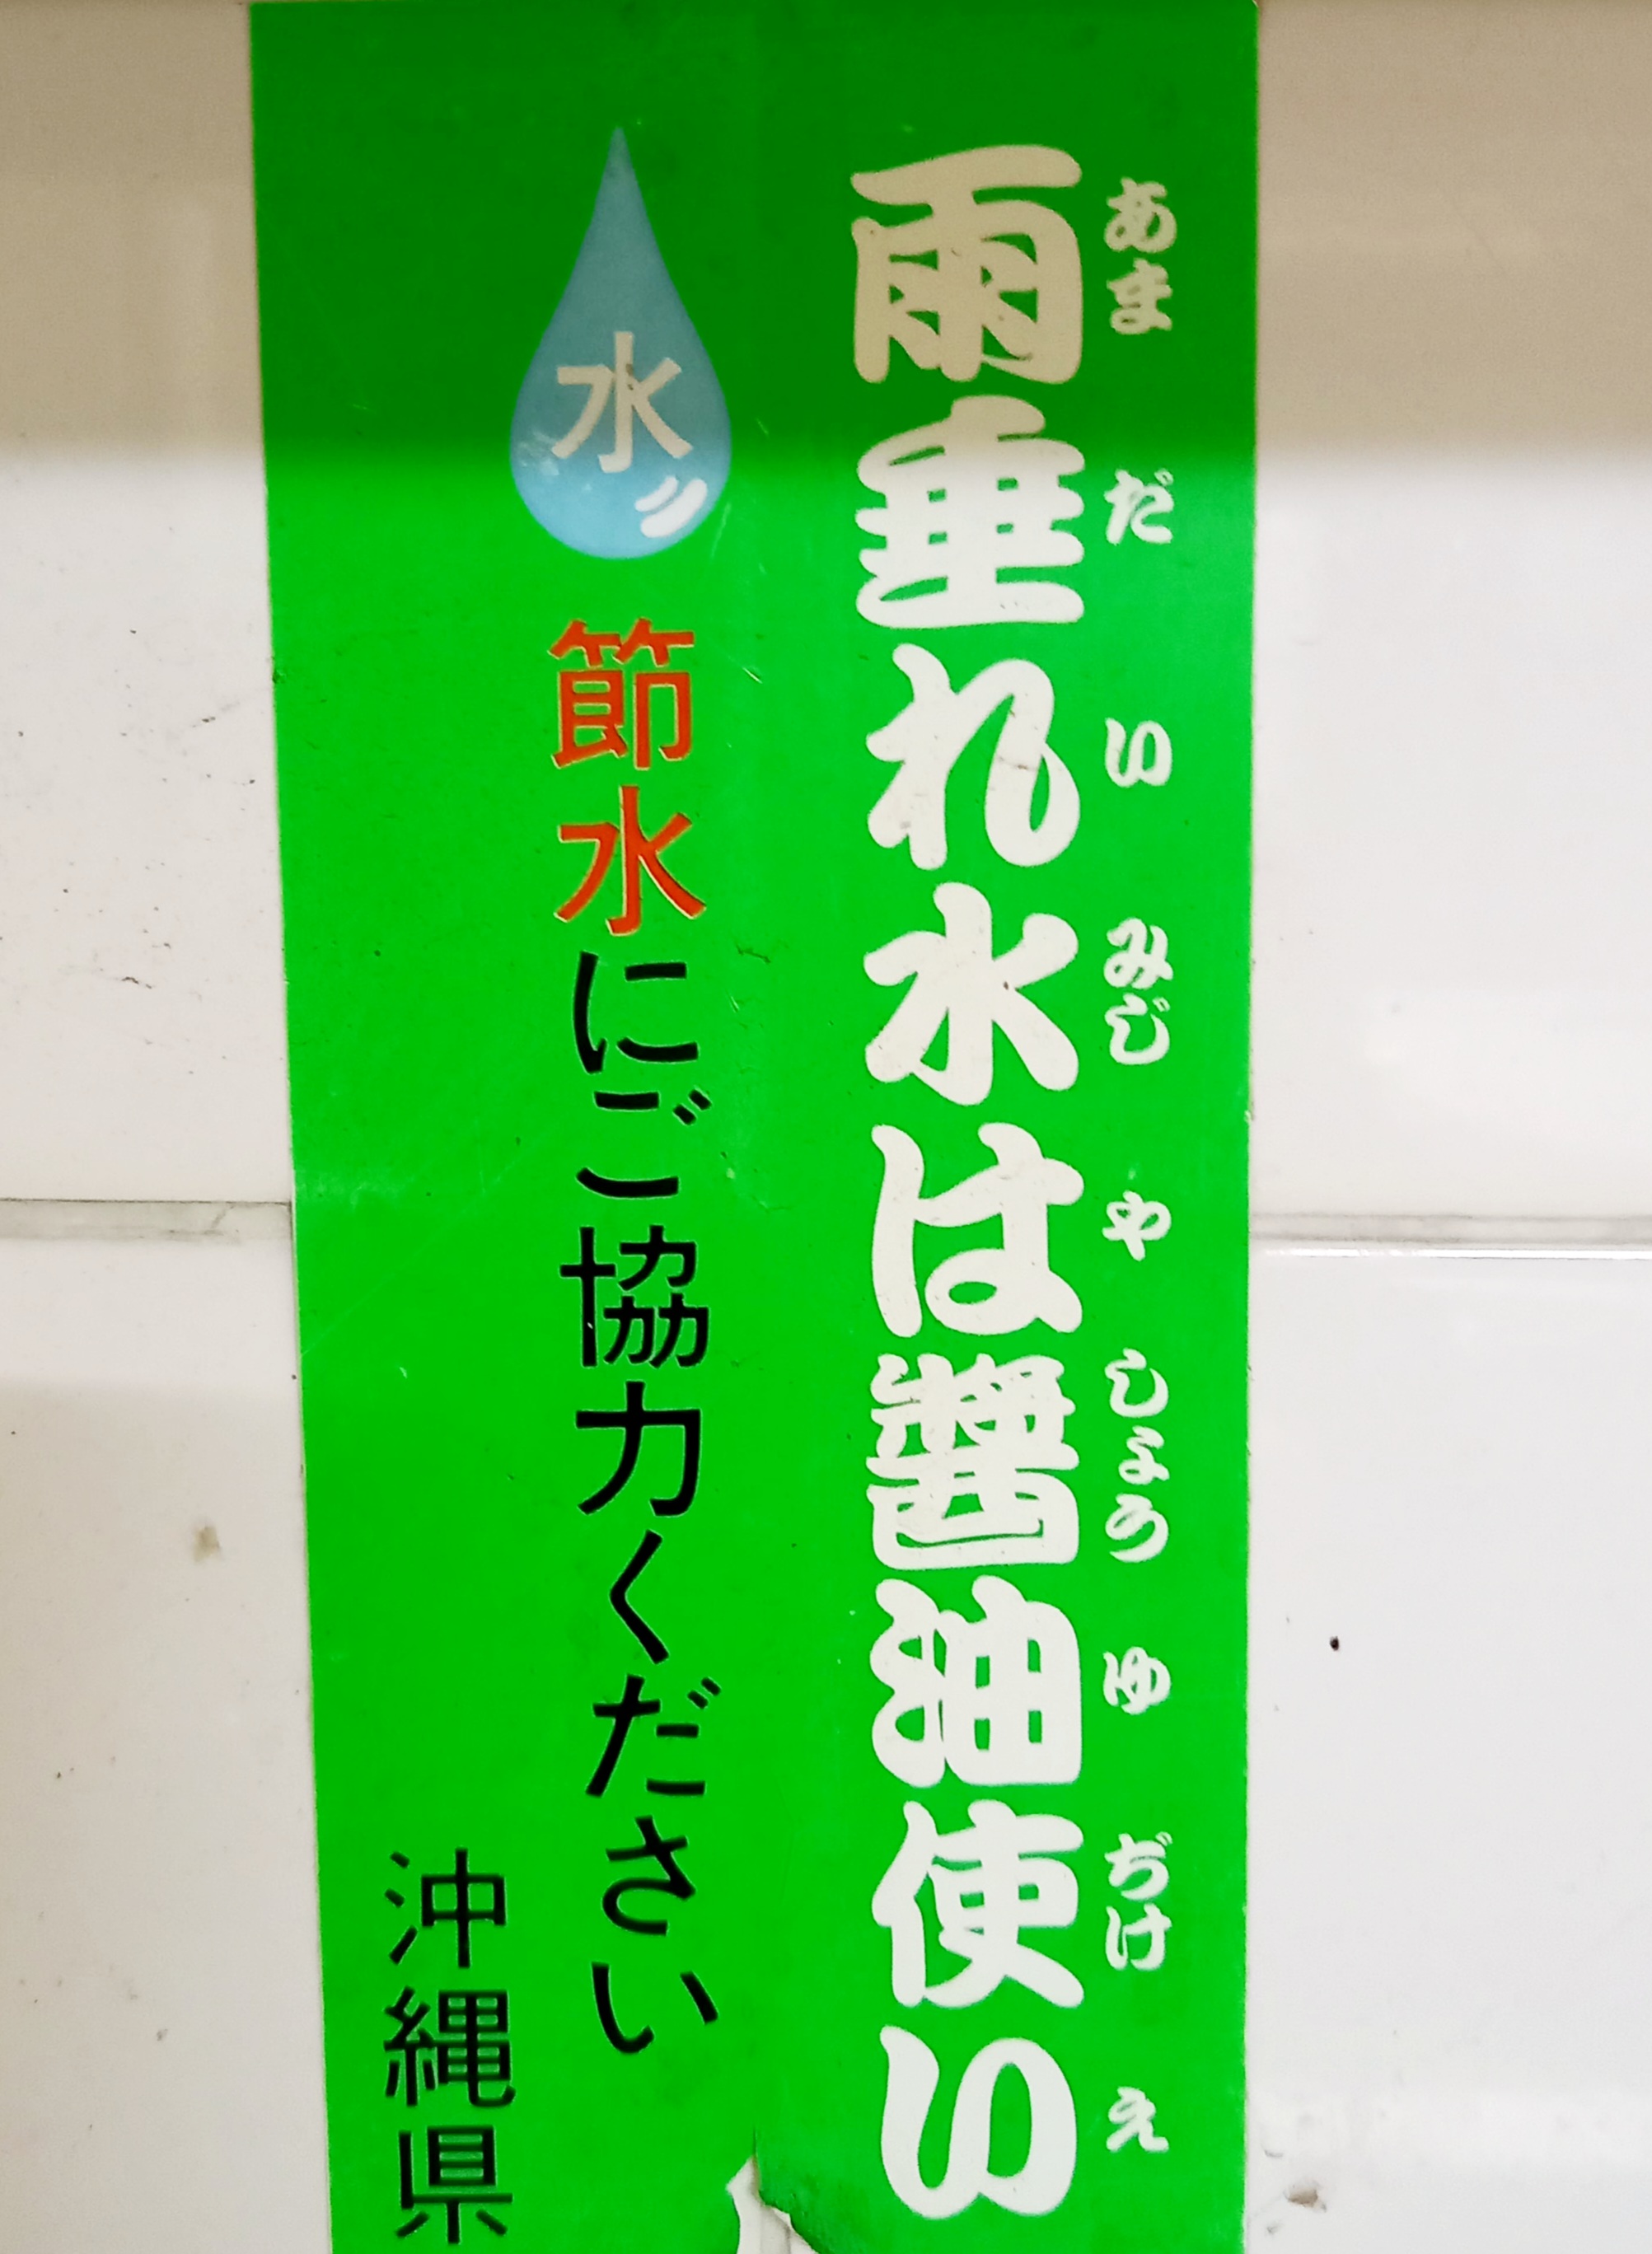 雨垂れ水は醤油使い
あまだいみじやしょうゆぢけえ
水
節水にご協力ください
沖縄県